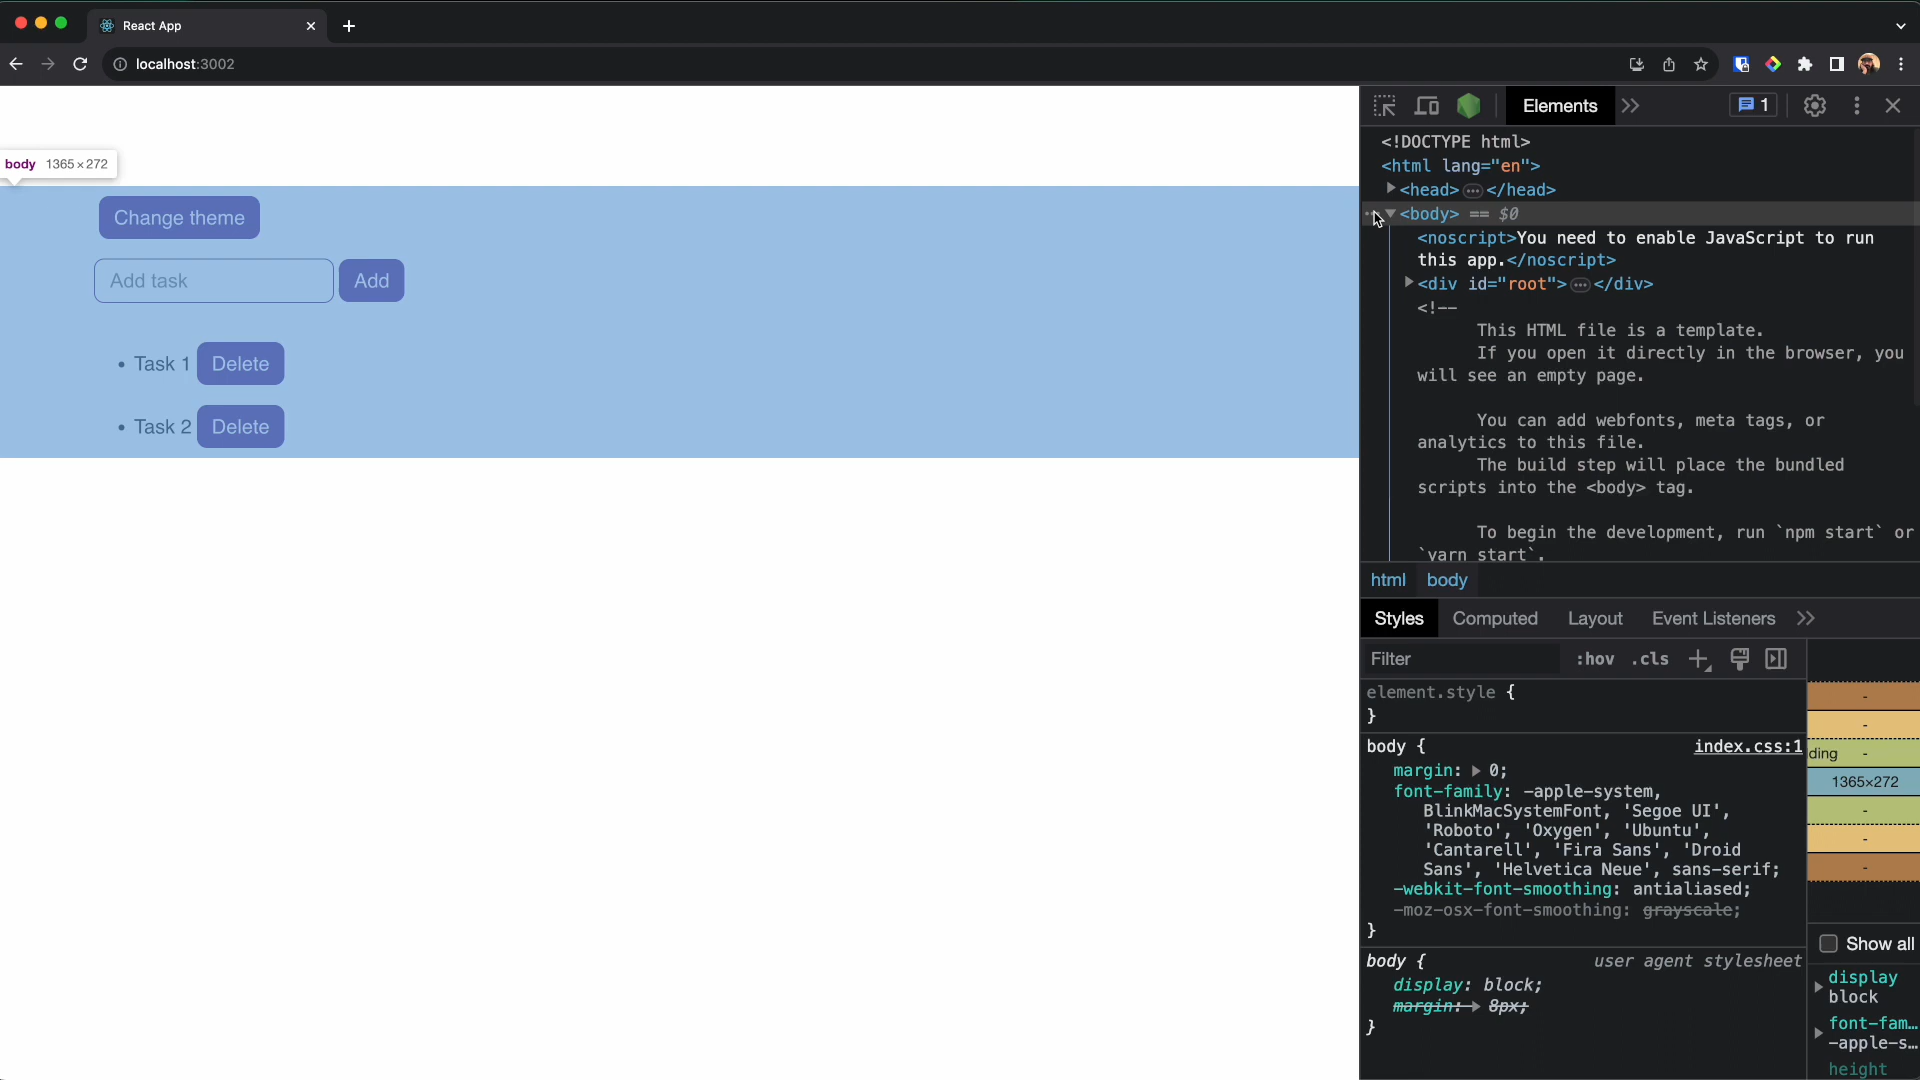 React App
localhost:3002
body 1365×272
Change theme
Add task
Add
Task 1 Delete
Task 2 Delete
Elements
1
<!DOCTYPE html>
<html lang="en">
<head>…</head>
<body> == $0
<noscript>You need to enable JavaScript to run
this app.</noscript>
<div id="root">…</div>
<!--
This HTML file is a template.
If you open it directly in the browser, you
will see an empty page.
You can add webfonts, meta tags, or
analytics to this file.
The build step will place the bundled
scripts into the <body> tag.
To begin the development, run `npm start` or
`yarn start`.
html body
Styles Computed Layout Event Listeners
Filter :hov .cls
element.style {
}
body { index.css:1
margin: 0;
font-family: -apple-system,
BlinkMacSystemFont, 'Segoe UI',
'Roboto', 'Oxygen', 'Ubuntu',
'Cantarell', 'Fira Sans', 'Droid
Sans', 'Helvetica Neue', sans-serif;
-webkit-font-smoothing: antialiased;
-moz-osx-font-smoothing: grayscale;
}
body { user agent stylesheet
display: block;
margin: 8px;
}
-
-
ding -
1365×272
-
-
-
Show all
display
block
font-fam…
-apple-s…
height